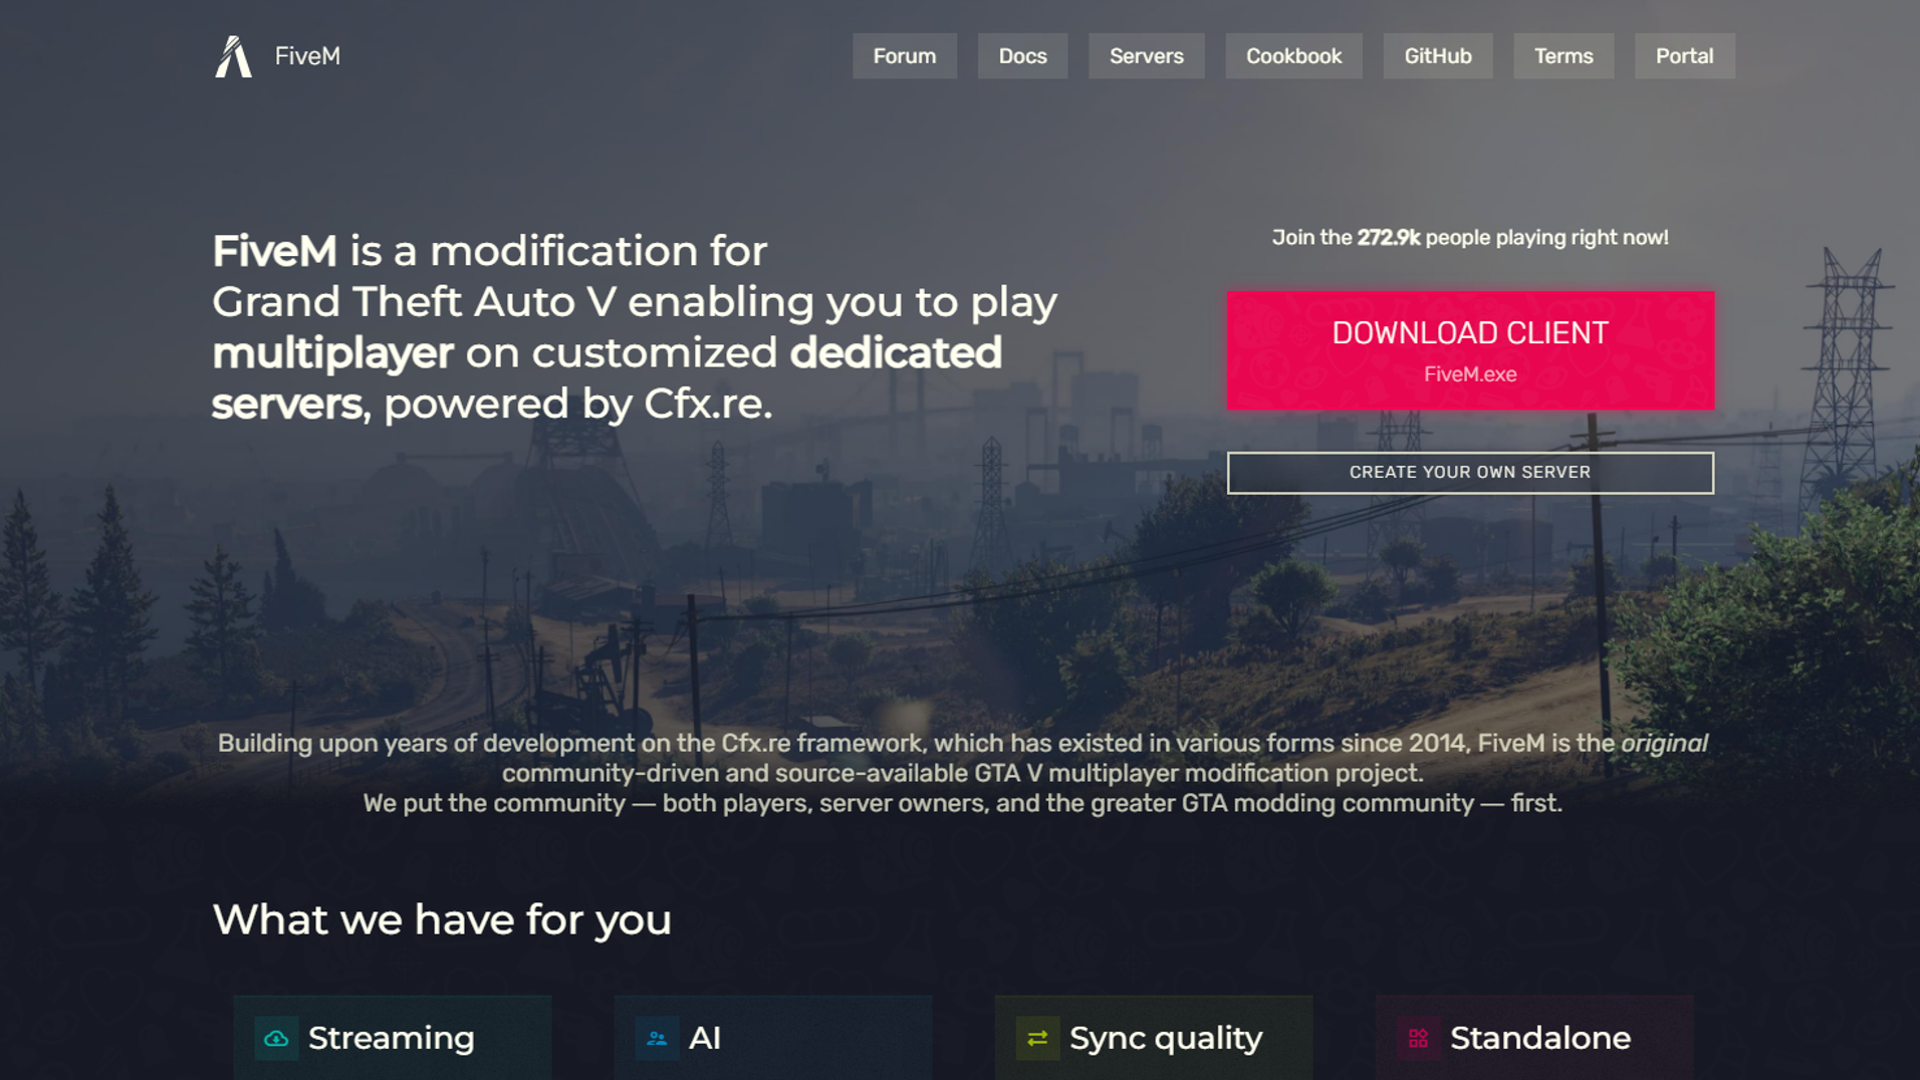 FiveM
Forum
Docs
Servers
Cookbook
GitHub
Terms
Portal
FiveM is a modification for
Grand Theft Auto V enabling you to play
multiplayer on customized dedicated
servers, powered by Cfx.re.
Join the 272.9k people playing right now!
DOWNLOAD CLIENT
FiveM.exe
CREATE YOUR OWN SERVER
Building upon years of development on the Cfx.re framework, which has existed in various forms since 2014, FiveM is the original
community-driven and source-available GTA V multiplayer modification project.
We put the community — both players, server owners, and the greater GTA modding community — first.
What we have for you
Streaming
AI
Sync quality
Standalone